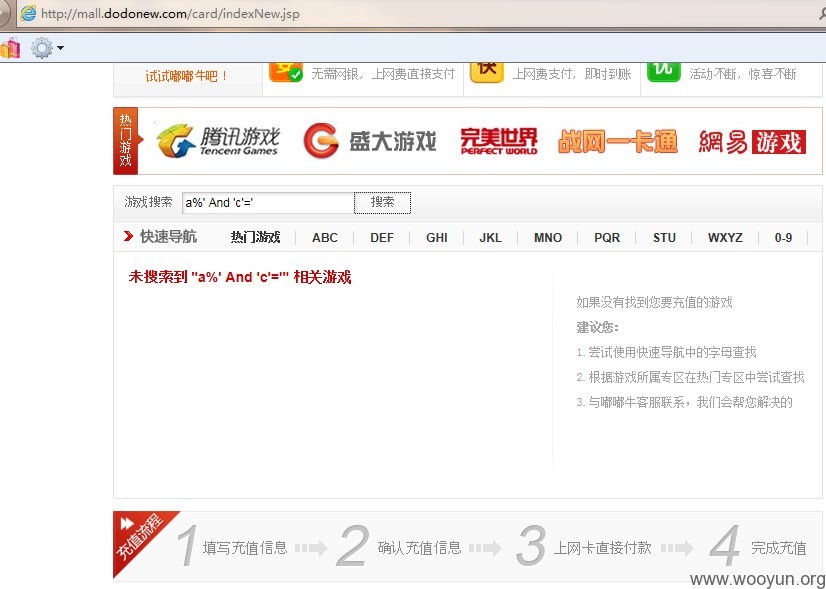 http://mall.dodonew.com/card/indexNew.jsp
试试嘟嘟牛吧！
无需网银，上网费直接支付
快
上网费支付，即时到账
优
活动不断，惊喜不断
热门游戏
腾讯游戏
Tencent Games
盛大游戏
完美世界
PERFECT WORLD
战网一卡通
網易游戏
游戏搜索 a%' And 'c'=' 搜索
快速导航 热门游戏 ABC DEF GHI JKL MNO PQR STU WXYZ 0-9
未搜索到 "a%' And 'c'='" 相关游戏
如果没有找到您要充值的游戏
建议您：
1. 尝试使用快速导航中的字母查找
2. 根据游戏所属专区在热门专区中尝试查找
3. 与嘟嘟牛客服联系，我们会帮您解决的
充值流程
1 填写充值信息 2 确认充值信息 3 上网卡直接付款 4 完成充值
www.wooyun.org